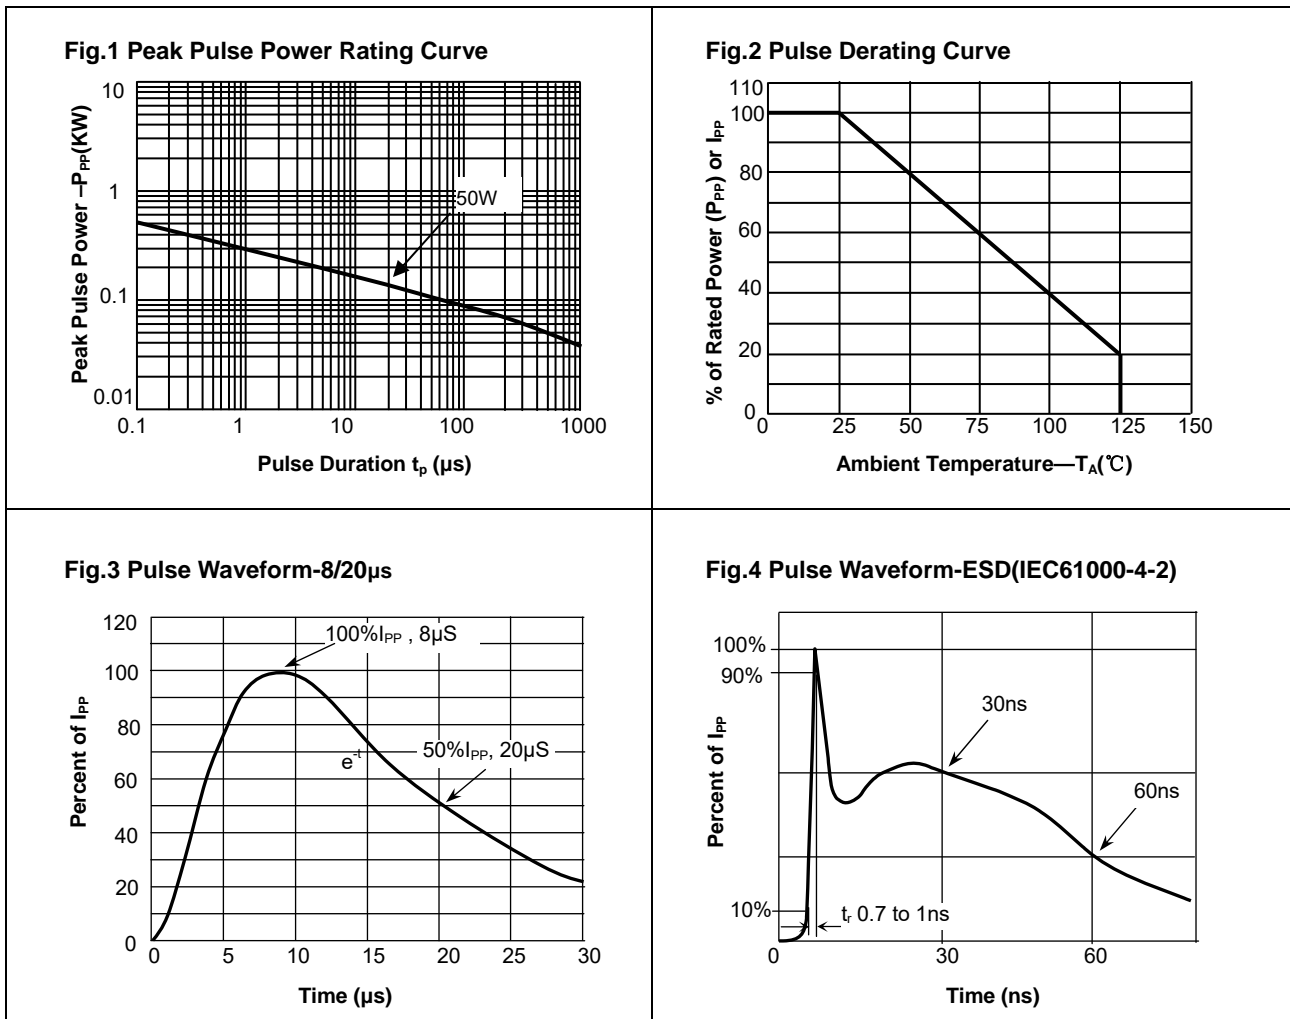 Fig.1 Peak Pulse Power Rating Curve
Peak Pulse Power –PPP(KW)
10
1
0.1
0.01
50W
0.1 1 10 100 1000
Pulse Duration tp (µs)
Fig.2 Pulse Derating Curve
% of Rated Power (PPP) or IPP
110
100
80
60
40
20
0
0 25 50 75 100 125 150
Ambient Temperature—TA(℃)
Fig.3 Pulse Waveform-8/20µs
Percent of IPP
120
100
80
60
40
20
0
100%IPP , 8µS
e-t
50%IPP, 20µS
0 5 10 15 20 25 30
Time (µs)
Fig.4 Pulse Waveform-ESD(IEC61000-4-2)
Percent of IPP
100%
90%
10%
30ns
60ns
tr 0.7 to 1ns
30 60
Time (ns)